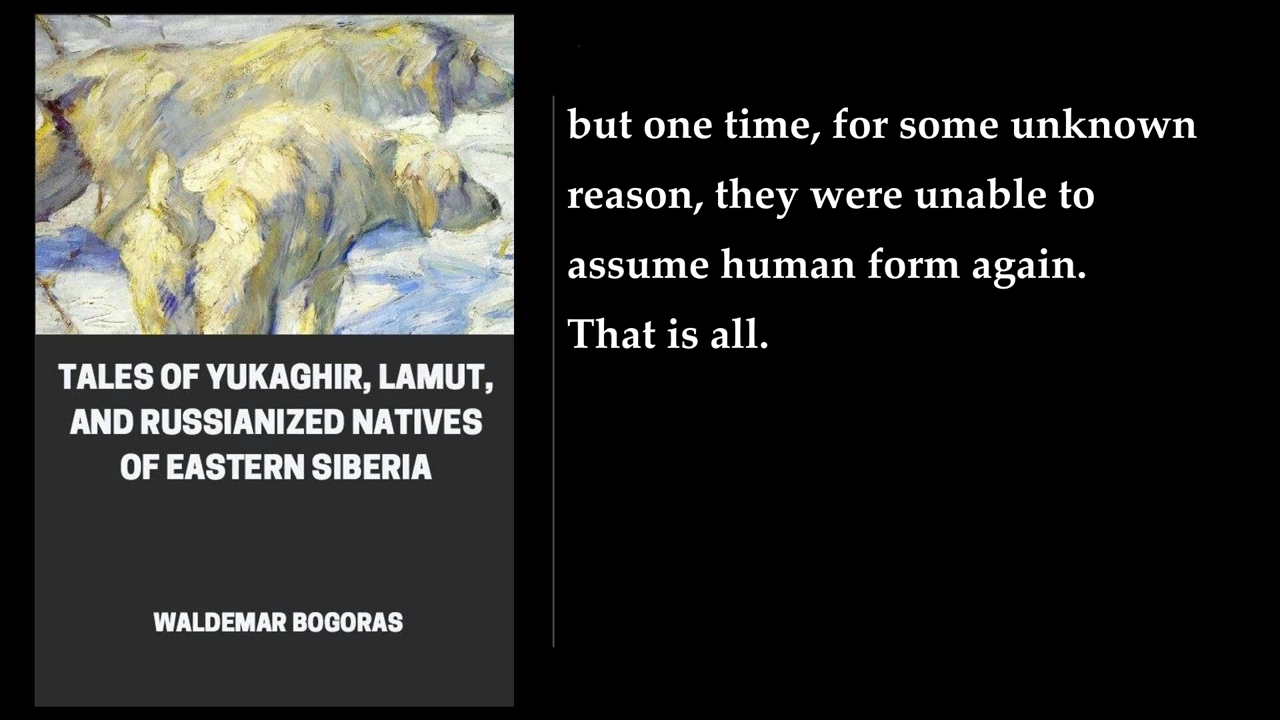 TALES OF YUKAGHIR, LAMUT,
AND RUSSIANIZED NATIVES
OF EASTERN SIBERIA
WALDEMAR BOGORAS
but one time, for some unknown
reason, they were unable to
assume human form again.
That is all.